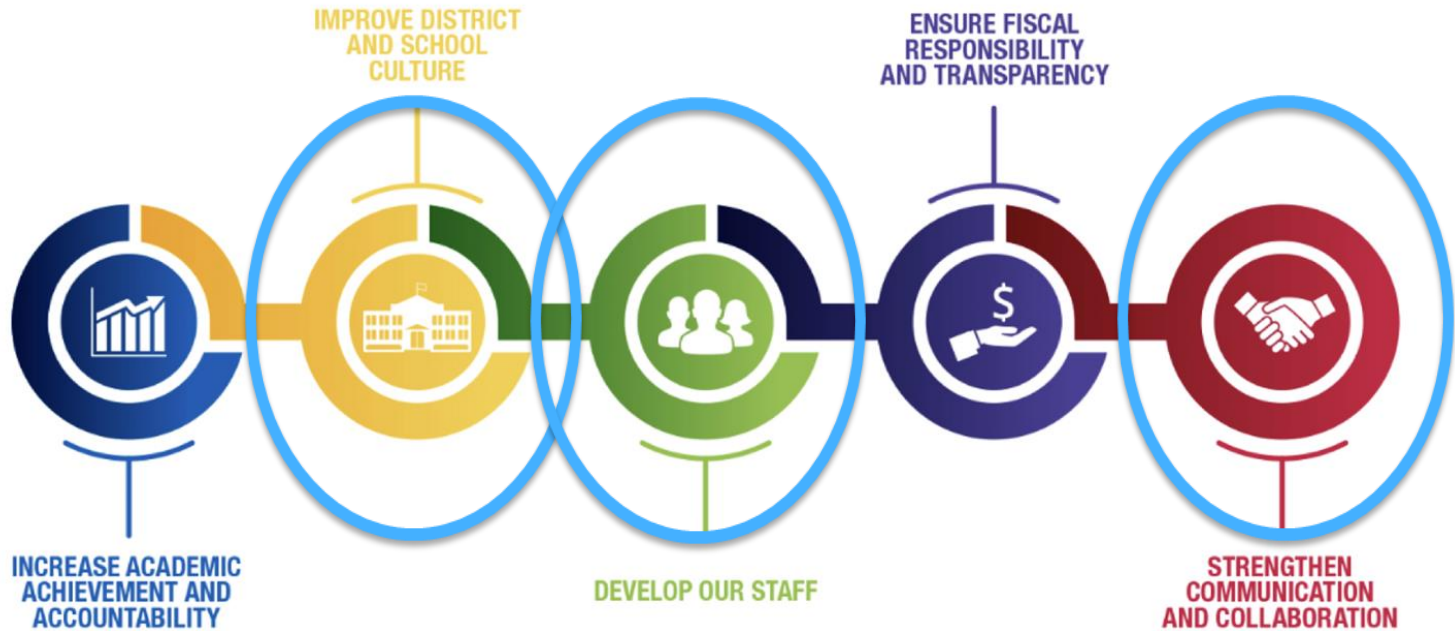 IMPROVE DISTRICT
AND SCHOOL
CULTURE
ENSURE FISCAL
RESPONSIBILITY
AND TRANSPARENCY
$
INCREASE ACADEMIC
ACHIEVEMENT AND
ACCOUNTABILITY
DEVELOP OUR STAFF
STRENGTHEN
COMMUNICATION
AND COLLABORATION